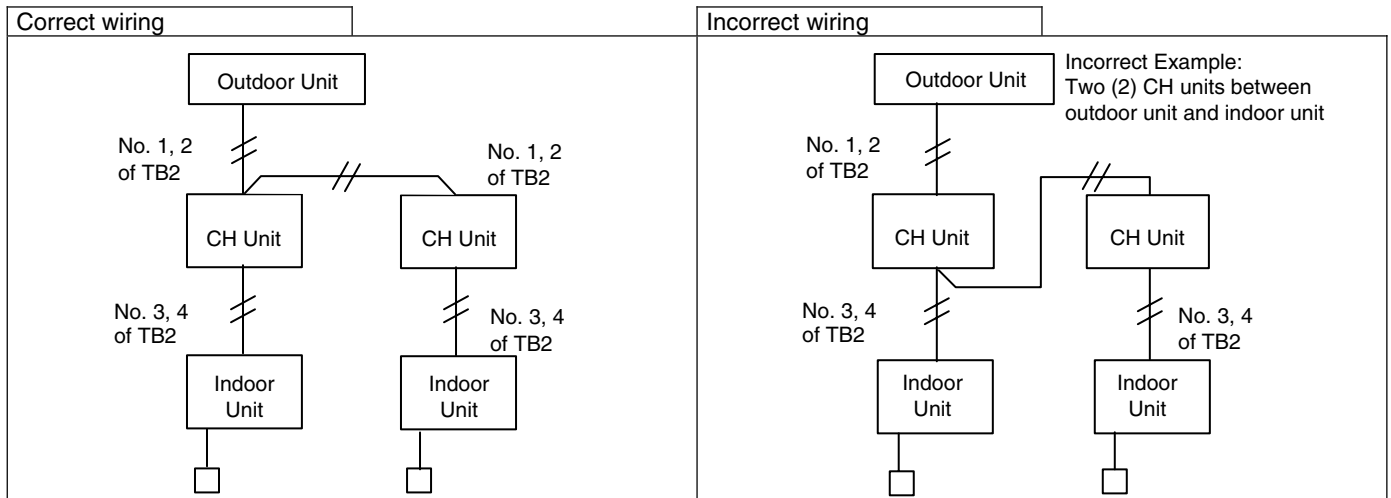 Correct wiring
Outdoor Unit
No. 1, 2
of TB2
No. 1, 2
of TB2
CH Unit
CH Unit
No. 3, 4
of TB2
No. 3, 4
of TB2
Indoor
Unit
Indoor
Unit
Incorrect wiring
Outdoor Unit
Incorrect Example:
Two (2) CH units between
outdoor unit and indoor unit
No. 1, 2
of TB2
CH Unit
CH Unit
No. 3, 4
of TB2
No. 3, 4
of TB2
Indoor
Unit
Indoor
Unit